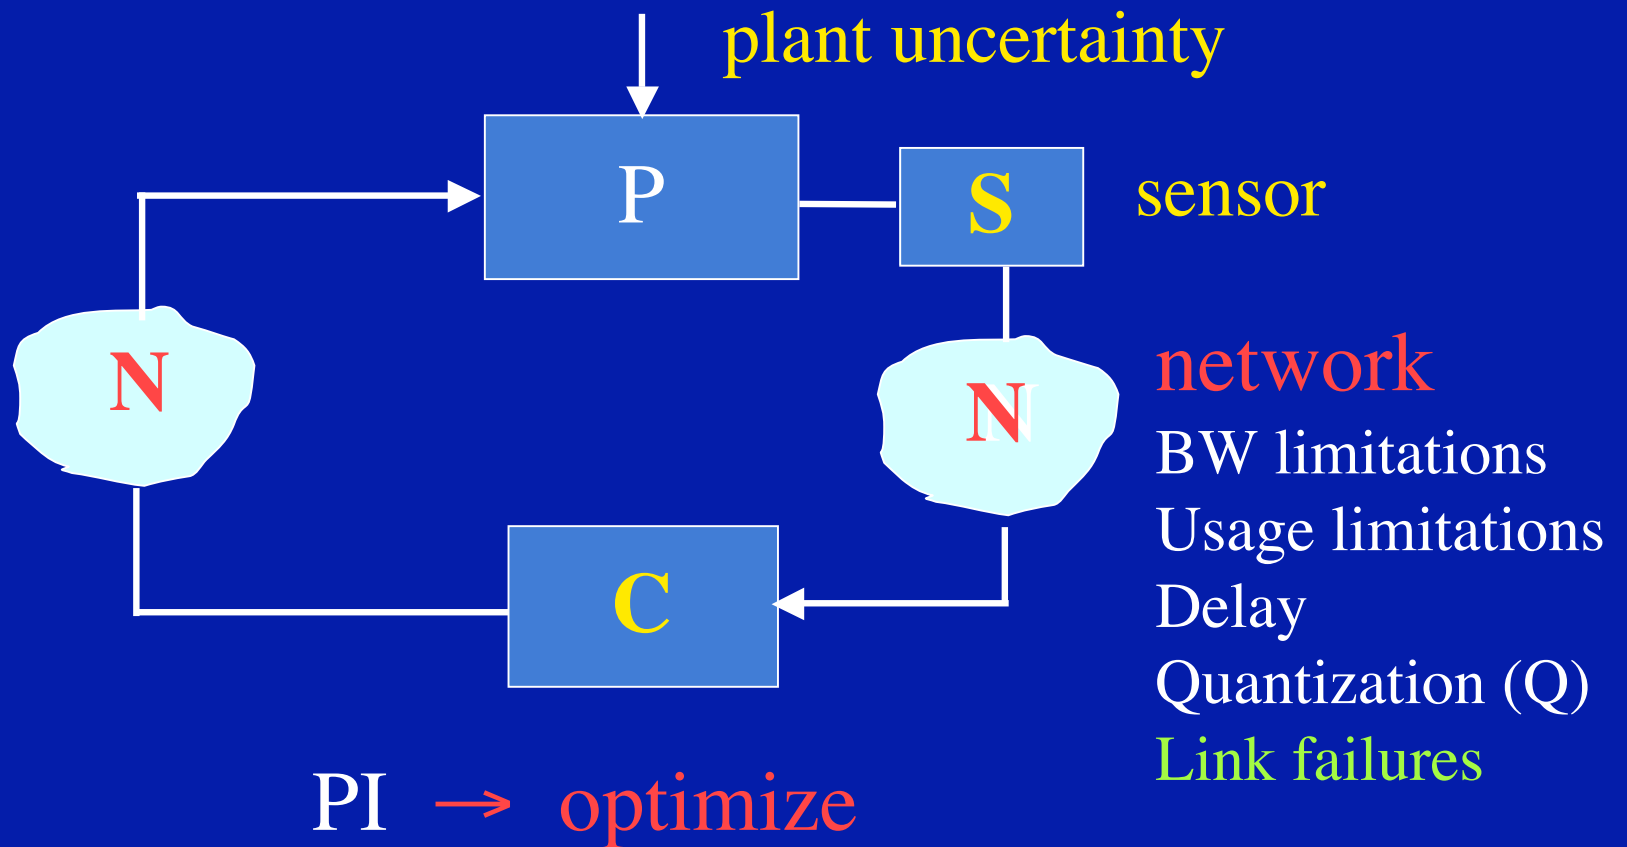 plant uncertainty
P
S
sensor
N
N
network
BW limitations
Usage limitations
Delay
C
Quantization (Q)
Link failures
PI → optimize